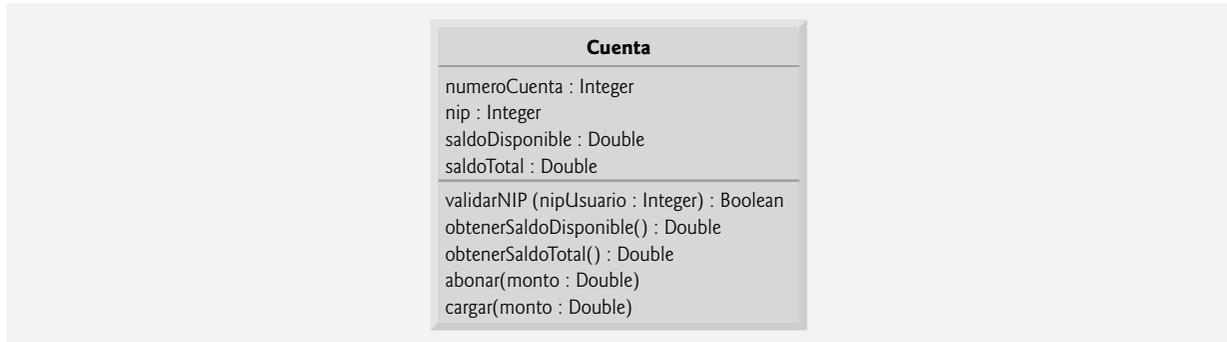 Cuenta
numeroCuenta : Integer
nip : Integer
saldoDisponible : Double
saldoTotal : Double
validarNIP (nipUsuario : Integer) : Boolean
obtenerSaldoDisponible() : Double
obtenerSaldoTotal() : Double
abonar(monto : Double)
cargar(monto : Double)